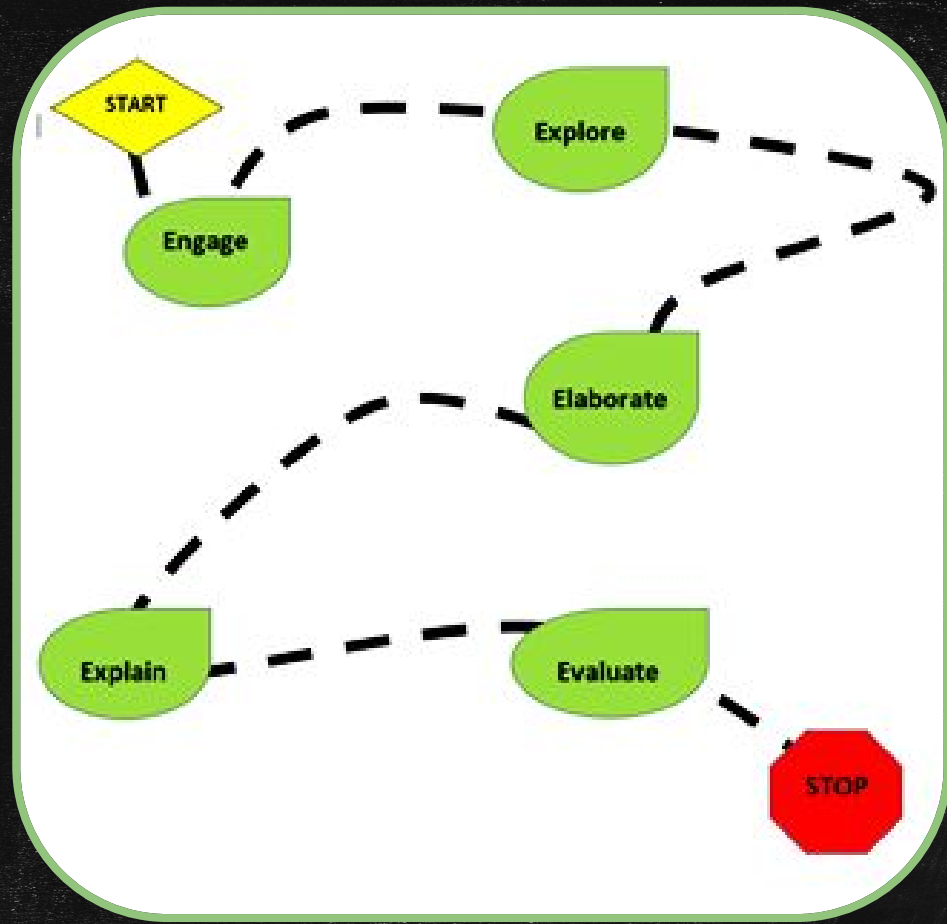 START
Explore
Engage
Elaborate
Explain
Evaluate
STOP